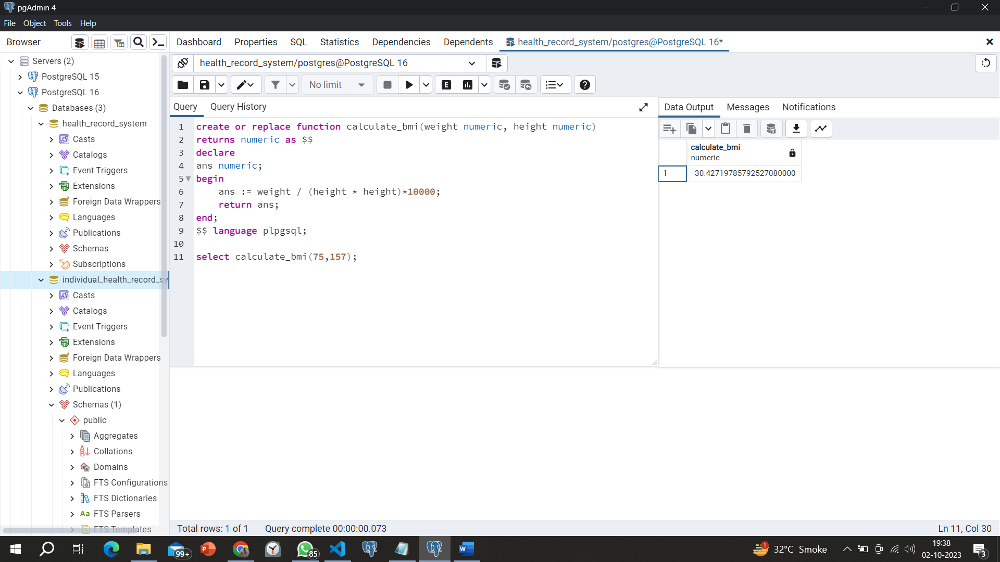 pgAdmin 4
File Object Tools Help
Browser
Dashboard Properties SQL Statistics Dependencies Dependents health_record_system/postgres@PostgreSQL 16*
Servers (2)
PostgreSQL 15
PostgreSQL 16
Databases (3)
health_record_system
Casts
Catalogs
Event Triggers
Extensions
Foreign Data Wrappers
Languages
Publications
Schemas
Subscriptions
individual_health_record_sy
Casts
Catalogs
Event Triggers
Extensions
Foreign Data Wrappers
Languages
Publications
Schemas (1)
public
Aggregates
Collations
Domains
FTS Configurations
FTS Dictionaries
Aa FTS Parsers
FTS Templates
health_record_system/postgres@PostgreSQL 16
No limit
E
Query Query History
1 create or replace function calculate_bmi(weight numeric, height numeric)
2 returns numeric as $$
3 declare
4 ans numeric;
5 begin
6 ans := weight / (height * height)*10000;
7 return ans;
8 end;
9 $$ language plpgsql;
10
11 select calculate_bmi(75,157);
Data Output Messages Notifications
calculate_bmi
numeric
1 30.42719785792527080000
Total rows: 1 of 1 Query complete 00:00:00.073 Ln 11, Col 30
99+
P
85
W
1
32°C Smoke
19:38
02-10-2023
3